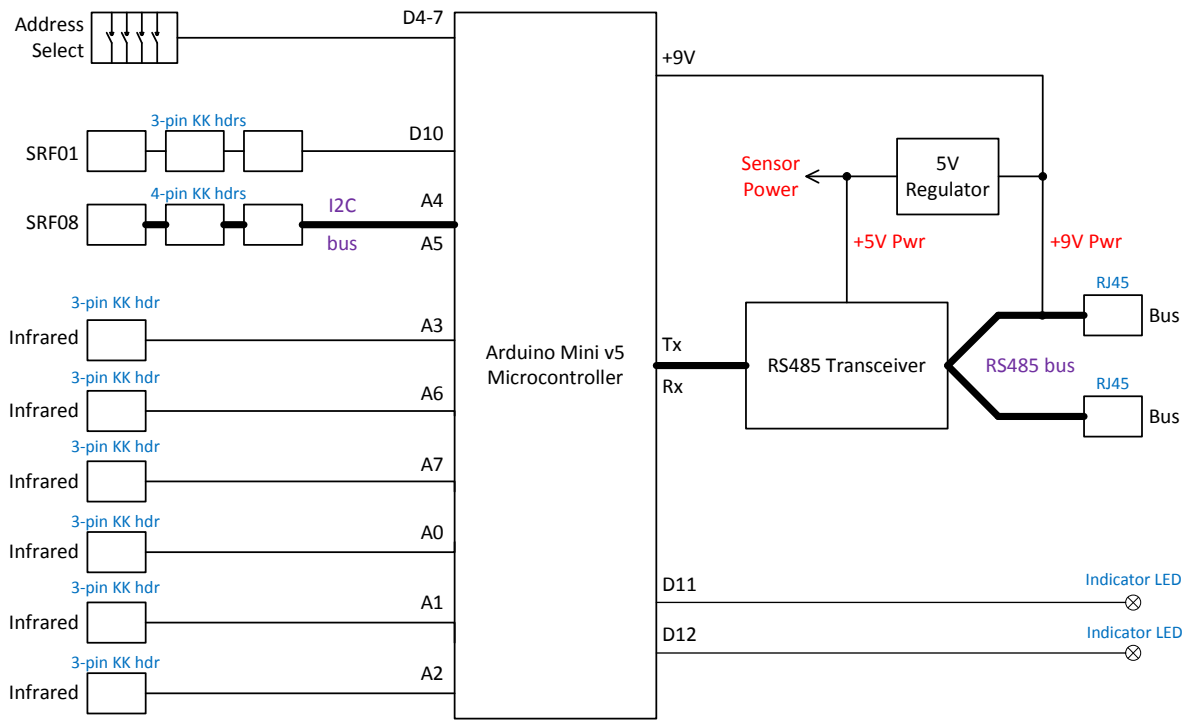 Address
Select
D4-7
3-pin KK hdrs
SRF01
D10
4-pin KK hdrs
SRF08
I2C
bus
A4
A5
3-pin KK hdr
Infrared
A3
3-pin KK hdr
Infrared
A6
3-pin KK hdr
Infrared
A7
3-pin KK hdr
Infrared
A0
3-pin KK hdr
Infrared
A1
3-pin KK hdr
Infrared
A2
Arduino Mini v5
Microcontroller
+9V
Sensor
Power
5V
Regulator
+5V Pwr
+9V Pwr
Tx
Rx
RS485 Transceiver
RS485 bus
RJ45
Bus
RJ45
Bus
D11
Indicator LED
D12
Indicator LED